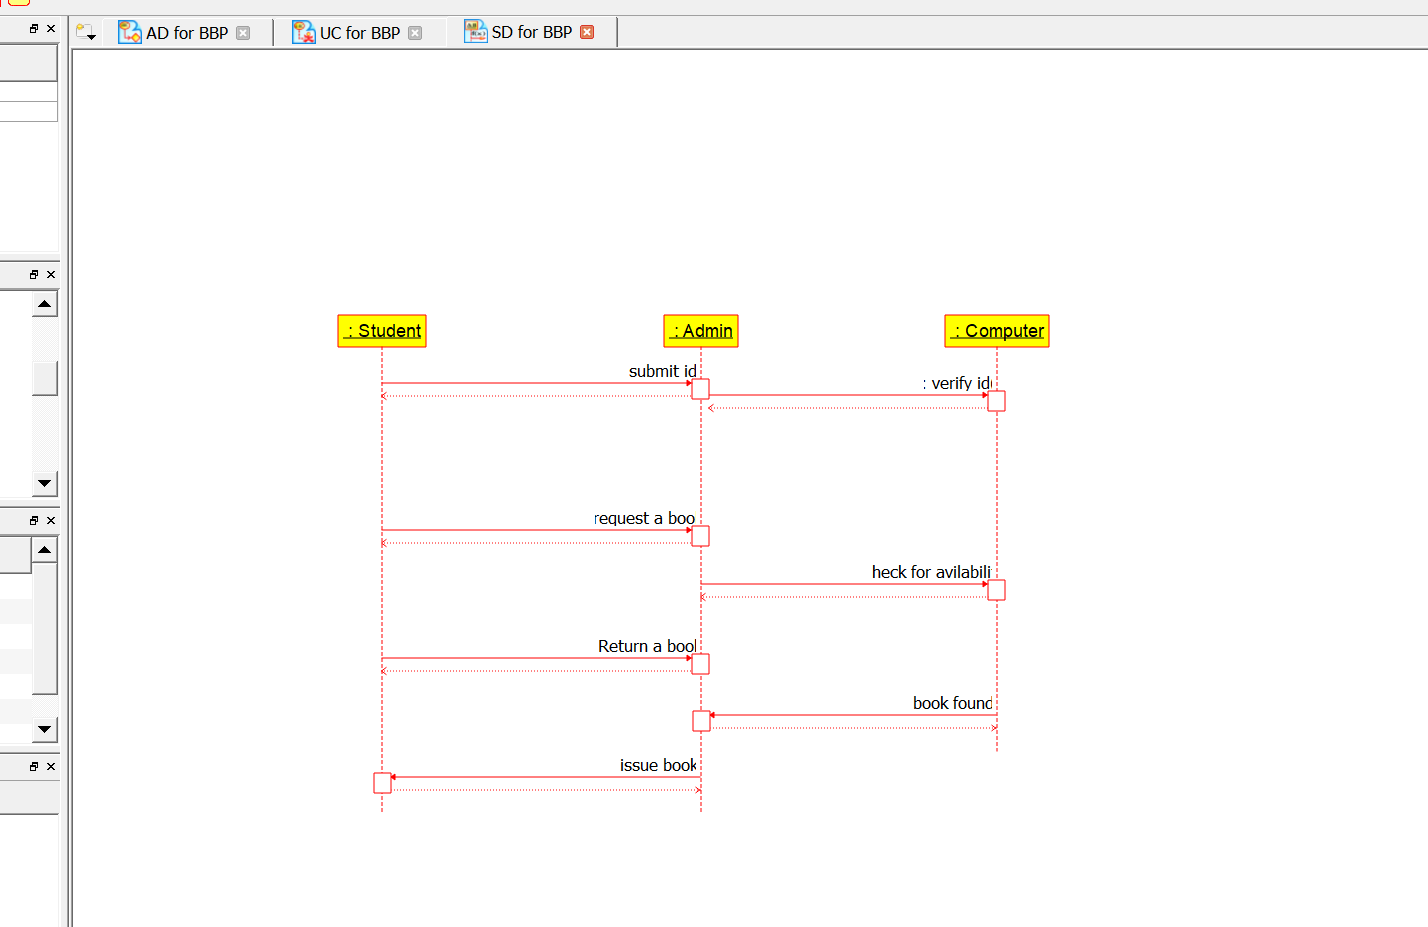 AD for BBP
UC for BBP
SD for BBP
: Student
: Admin
: Computer
submit id
: verify id
request a boo
heck for avilabili
Return a boo
book found
issue book